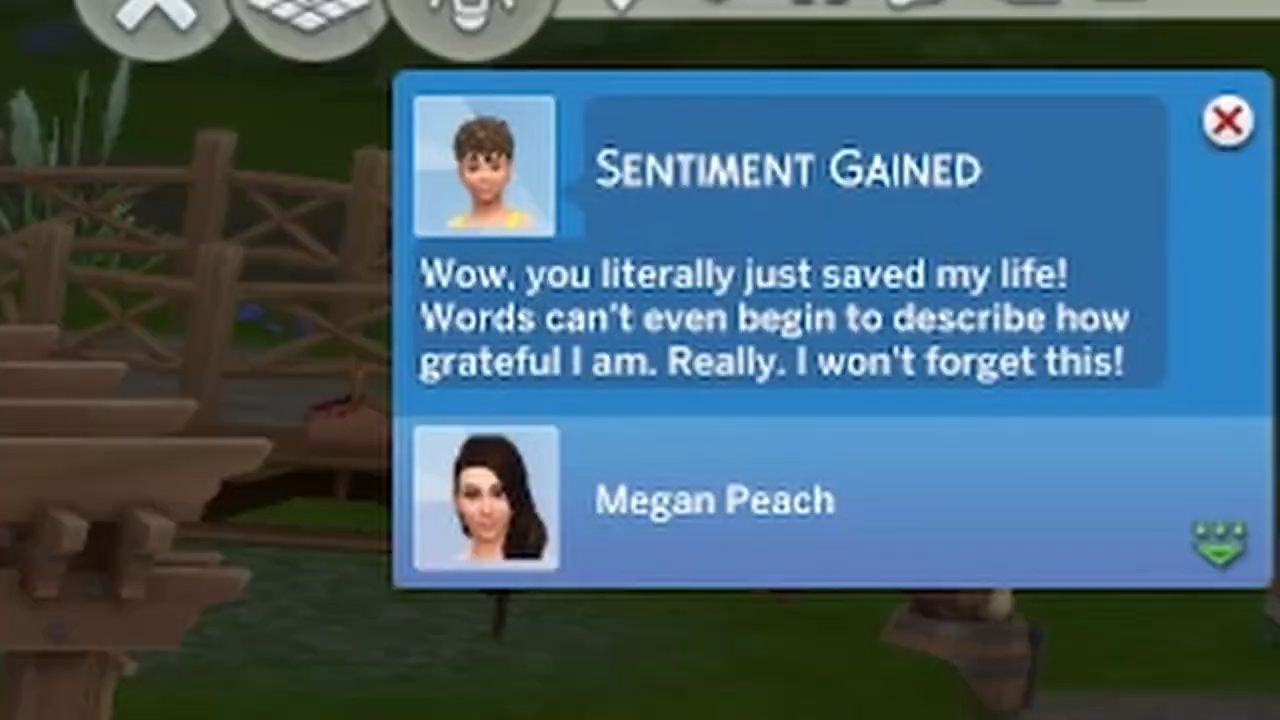 SENTIMENT GAINED
Wow, you literally just saved my life!
Words can't even begin to describe how
grateful I am. Really. I won't forget this!
Megan Peach